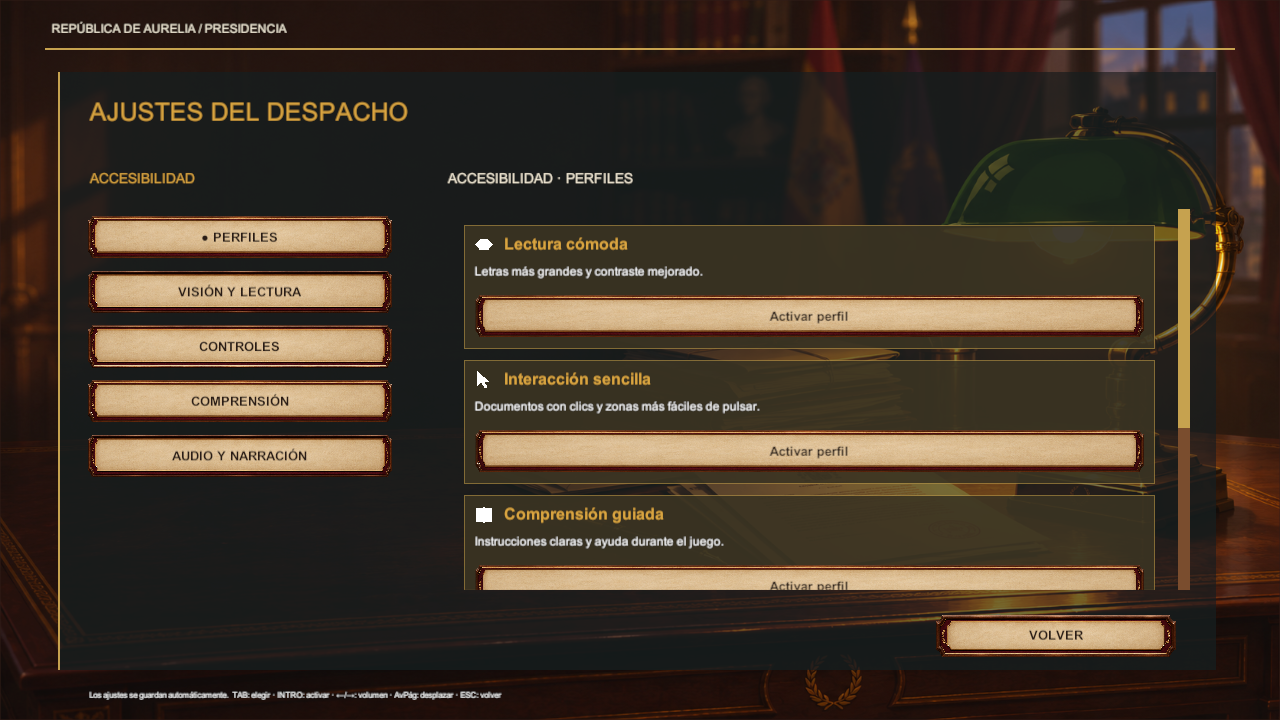 REPÚBLICA DE AURELIA / PRESIDENCIA
AJUSTES DEL DESPACHO
ACCESIBILIDAD
● PERFILES
VISIÓN Y LECTURA
CONTROLES
COMPRENSIÓN
AUDIO Y NARRACIÓN
ACCESIBILIDAD · PERFILES
Lectura cómoda
Letras más grandes y contraste mejorado.
Activar perfil
Interacción sencilla
Documentos con clics y zonas más fáciles de pulsar.
Activar perfil
Comprensión guiada
Instrucciones claras y ayuda durante el juego.
Activar perfil
VOLVER
Los ajustes se guardan automáticamente. TAB: elegir · INTRO: activar · ←/→: volumen · AvPág: desplazar · ESC: volver